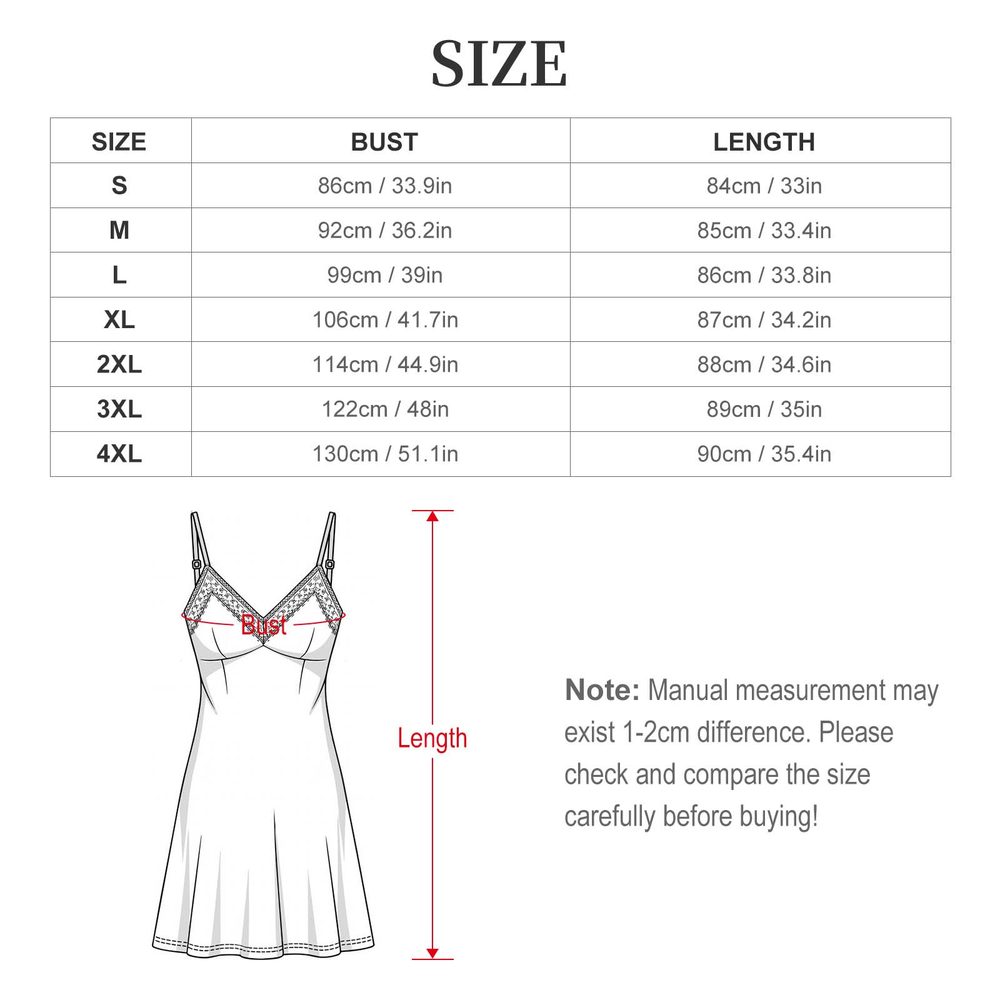 SIZE
SIZE BUST LENGTH
S 86cm / 33.9in 84cm / 33in
M 92cm / 36.2in 85cm / 33.4in
L 99cm / 39in 86cm / 33.8in
XL 106cm / 41.7in 87cm / 34.2in
2XL 114cm / 44.9in 88cm / 34.6in
3XL 122cm / 48in 89cm / 35in
4XL 130cm / 51.1in 90cm / 35.4in
Bust
Length
Note: Manual measurement may
exist 1-2cm difference. Please
check and compare the size
carefully before buying!